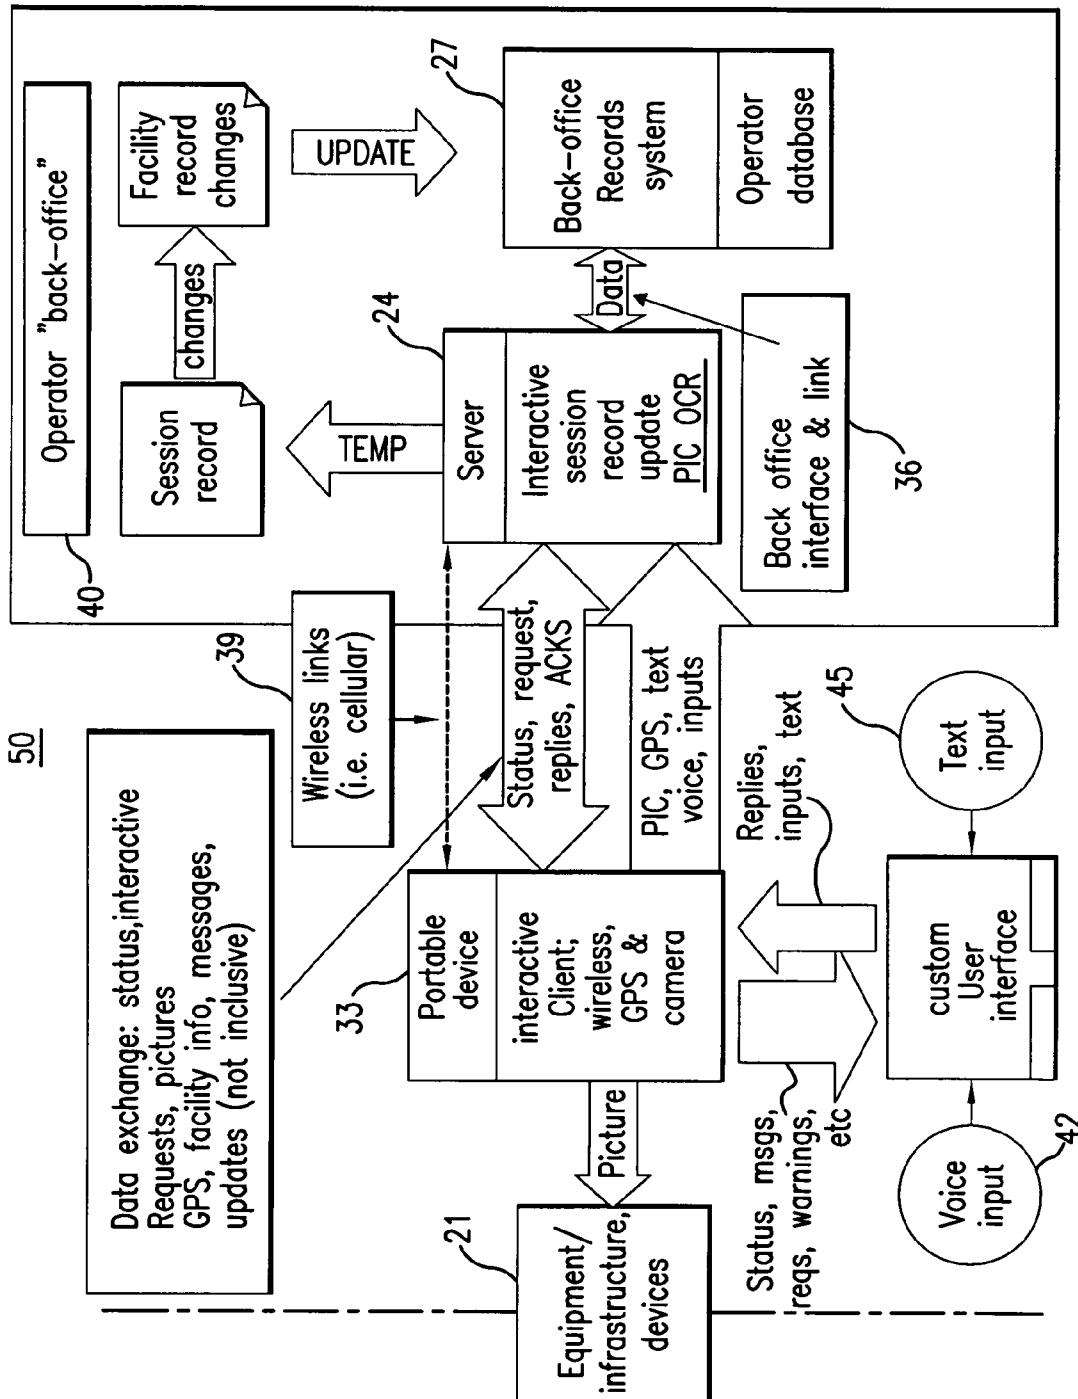 50
Data exchange: status,interactive
Requests, pictures
GPS, facility info, messages,
updates (not inclusive)
39
Wireless links
(i.e. cellular)
40
Operator "back-office"
Session
record
changes
Facility
record
changes
TEMP
UPDATE
21
Equipment/
infrastructure,
devices
Picture
33
Portable
device
interactive
Client;
wireless,
GPS &
camera
Status, request,
replies, ACKS
PIC, GPS, text
voice, inputs
24
Server
Interactive
session
record
update
PIC OCR
Data
27
Back-office
Records
system
Operator
database
Back office
interface & link
36
Status, msgs,
reqs, warnings,
etc
Replies,
inputs, text
Voice
input
42
custom
User
interface
Text
input
45